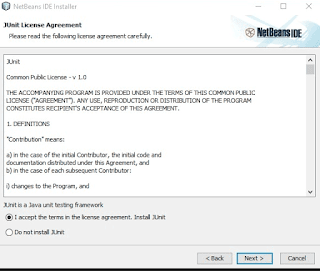 NetBeans IDE Installer
JUnit License Agreement
Please read the following license agreement carefully.
NetBeans IDE
JUnit
Common Public License - v 1.0
THE ACCOMPANYING PROGRAM IS PROVIDED UNDER THE TERMS OF THIS COMMON PUBLIC
LICENSE ("AGREEMENT"). ANY USE, REPRODUCTION OR DISTRIBUTION OF THE PROGRAM
CONSTITUTES RECIPIENT'S ACCEPTANCE OF THIS AGREEMENT.
1. DEFINITIONS
"Contribution" means:
a) in the case of the initial Contributor, the initial code and
documentation distributed under this Agreement, and
b) in the case of each subsequent Contributor:
i) changes to the Program, and
JUnit is a Java unit testing framework
I accept the terms in the license agreement. Install JUnit
Do not install JUnit
< Back Next > Cancel